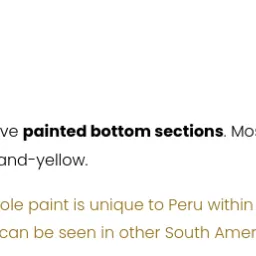 ve painted bottom sections. Mos
and-yellow.
ole paint is unique to Peru within
can be seen in other South Amer